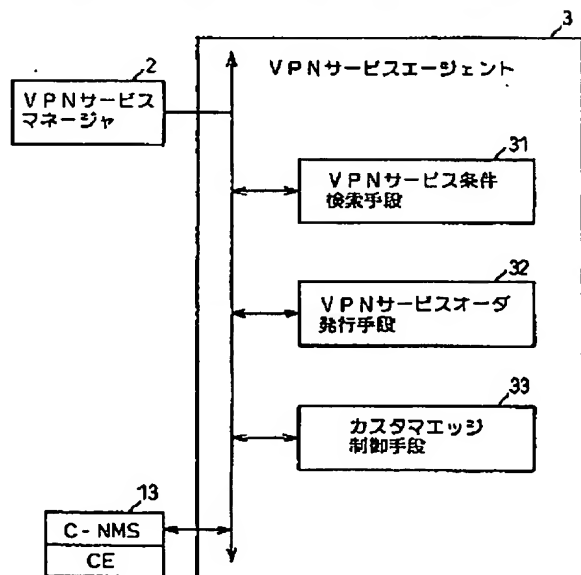 3
VPNサービスエージェント
2
VPNサービス
マネージャ
31
VPNサービス条件
検索手段
32
VPNサービスオーダ
発行手段
33
カスタマエッジ
制御手段
13
C-NMS
CE